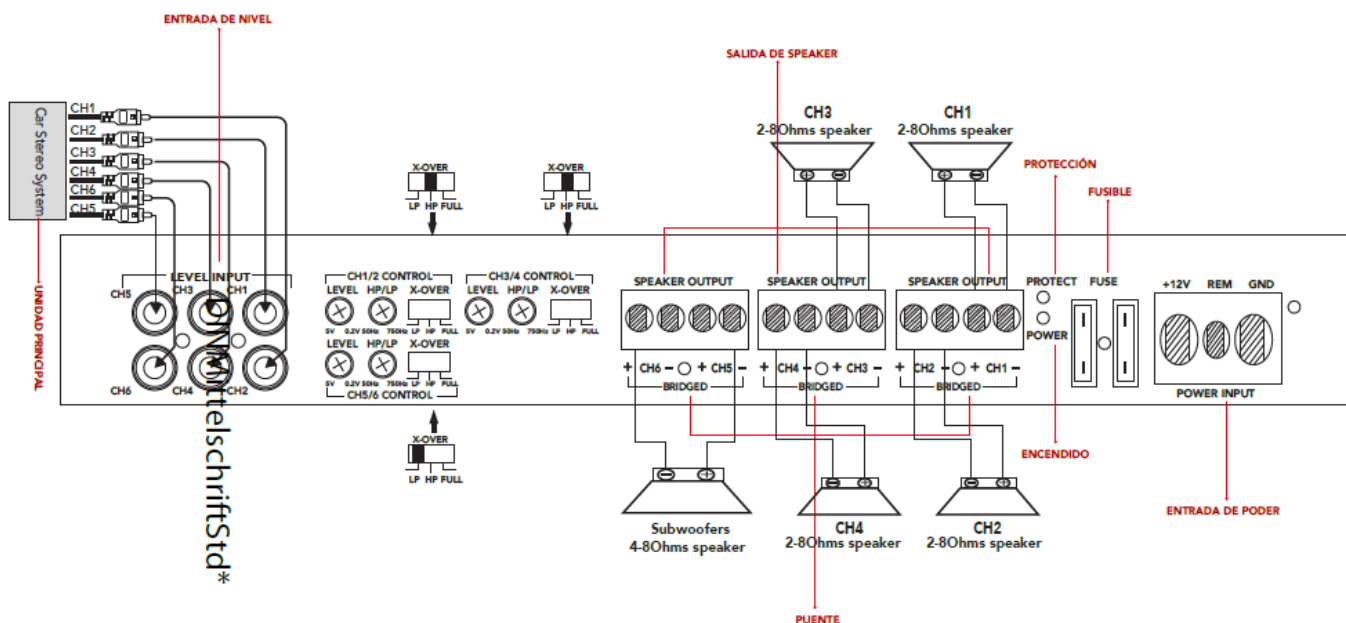 ENTRADA DE NIVEL
SALIDA DE SPEAKER
Car Stereo System
CH1
CH2
CH3
CH4
CH6
CH5
UNIDAD PRINCIPAL
X-OVER
LP HP FULL
X-OVER
LP HP FULL
CH3
2-8Ohms speaker
CH1
2-8Ohms speaker
PROTECCIÓN
FUSIBLE
LEVEL INPUT
CH5
CH3
CH1
CH6
CH4
CH2
DINMittelschriftStd*
CH1/2 CONTROL
LEVEL HP/LP X-OVER
5V 0.2V 50Hz 750Hz LP HP FULL
CH3/4 CONTROL
LEVEL HP/LP X-OVER
5V 0.2V 50Hz 750Hz LP HP FULL
LEVEL HP/LP X-OVER
5V 0.2V 50Hz 750Hz LP HP FULL
CH5/6 CONTROL
X-OVER
LP HP FULL
SPEAKER OUTPUT
+ CH6 - + CH5 -
BRIDGED
SPEAKER OUTPUT
+ CH4 - + CH3 -
BRIDGED
SPEAKER OUTPUT
+ CH2 - + CH1 -
BRIDGED
PROTECT
POWER
FUSE
+12V REM GND
POWER INPUT
ENCENDIDO
ENTRADA DE PODER
Subwoofers
4-8Ohms speaker
CH4
2-8Ohms speaker
CH2
2-8Ohms speaker
PUENTE